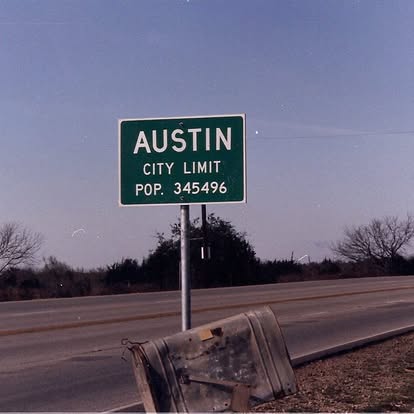 AUSTIN
CITY LIMIT
POP. 345496